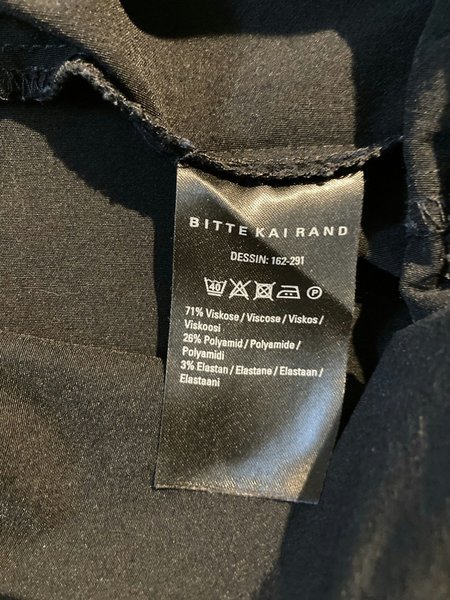 BITTE KAI RAND
DESSIN: 162-291
40 P
71% Viskose / Viscose / Viskos /
Viskoosi
26% Polyamid / Polyamide /
Polyamidi
3% Elastan / Elastane / Elastaan /
Elastaani